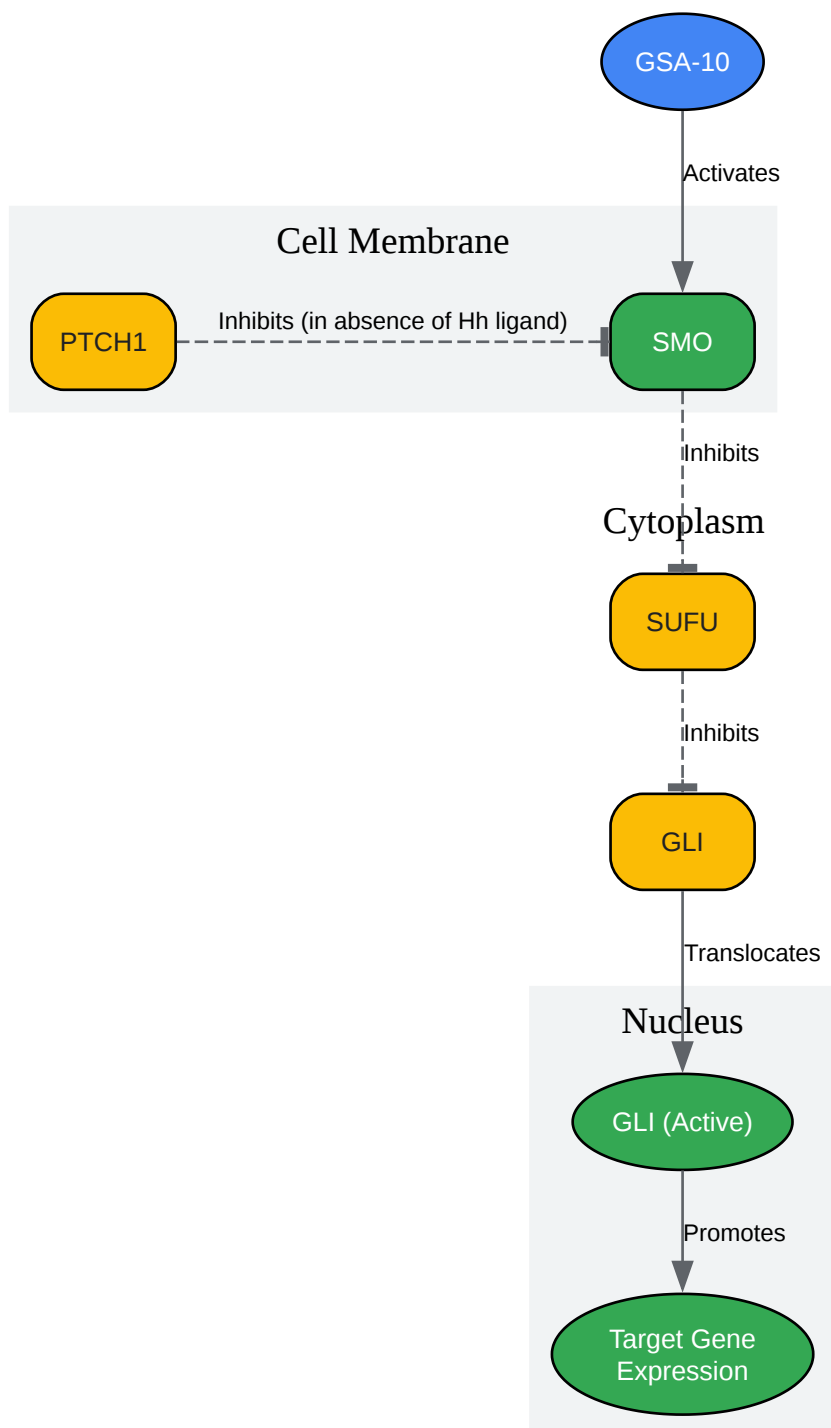 GSA-10
Activates
Cell Membrane
PTCH1
Inhibits (in absence of Hh ligand)
SMO
Inhibits
Cytoplasm
SUFU
Inhibits
GLI
Translocates
Nucleus
GLI (Active)
Promotes
Target Gene
Expression